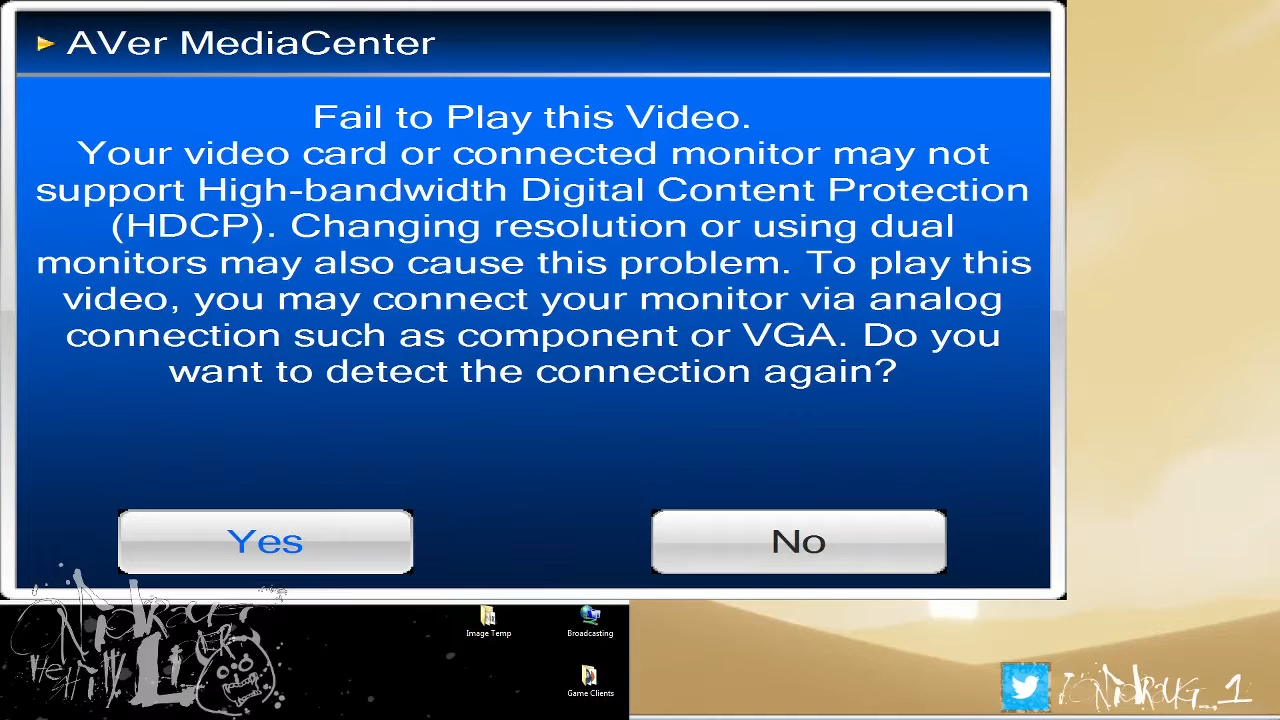 AVer MediaCenter
Fail to Play this Video.
Your video card or connected monitor may not
support High-bandwidth Digital Content Protection
(HDCP). Changing resolution or using dual
monitors may also cause this problem. To play this
video, you may connect your monitor via analog
connection such as component or VGA. Do you
want to detect the connection again?
Yes
No
Image Temp
Broadcasting
Game Clients